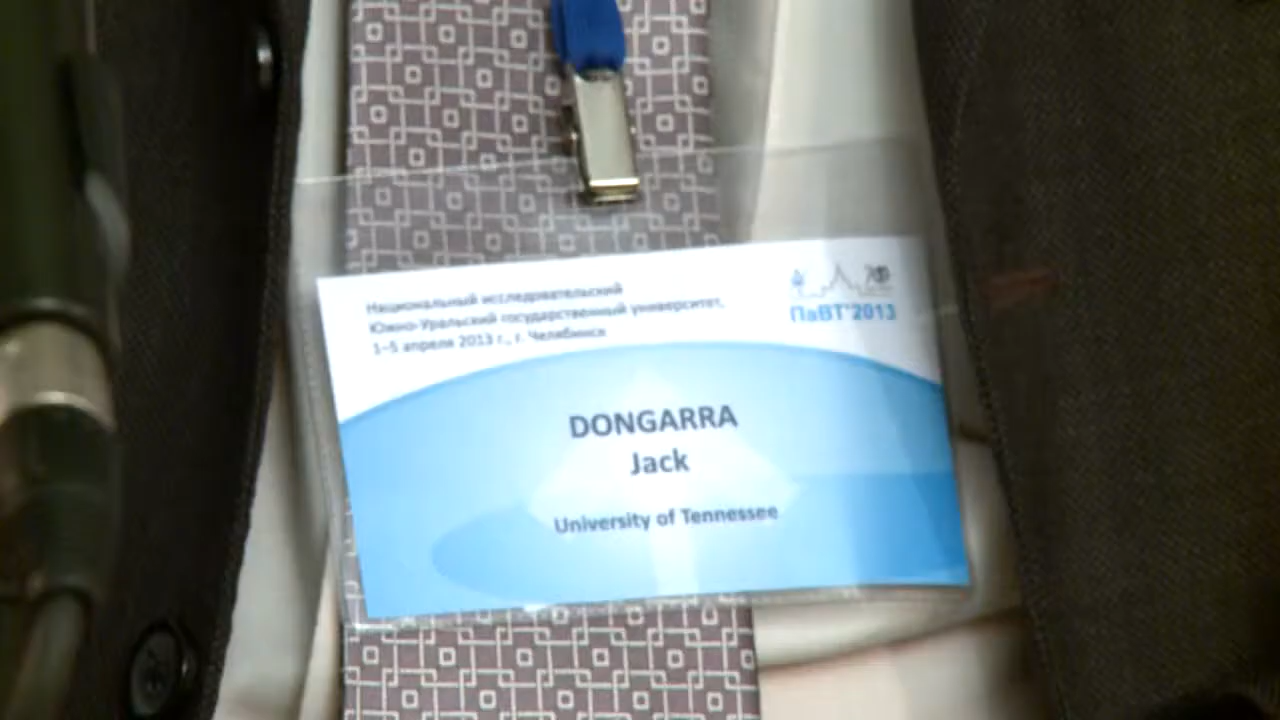 Национальный исследовательский
Южно-Уральский государственный университет,
1–5 апреля 2013 г., г. Челябинск
ПаВТ'2013
DONGARRA
Jack
University of Tennessee